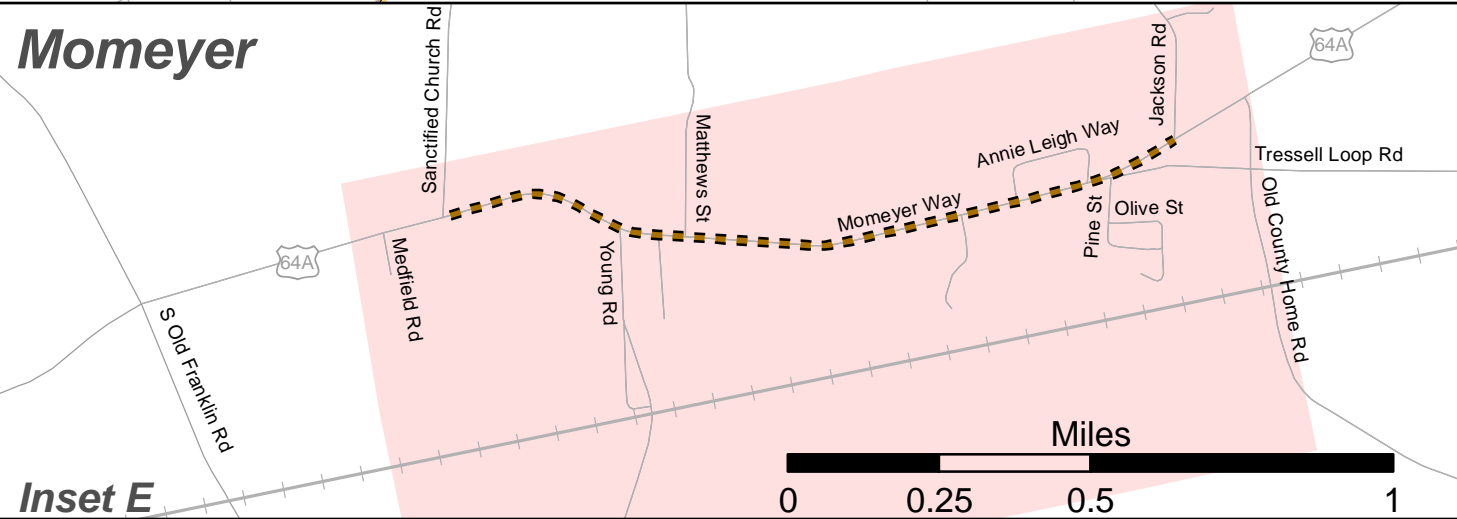 Momeyer
Sanctified Church Rd
Matthews St
Jackson Rd
64A
Annie Leigh Way
Tressell Loop Rd
Momeyer Way
Pine St
Olive St
Old County Home Rd
64A
Medfield Rd
Young Rd
S Old Franklin Rd
Miles
0 0.25 0.5 1
Inset E